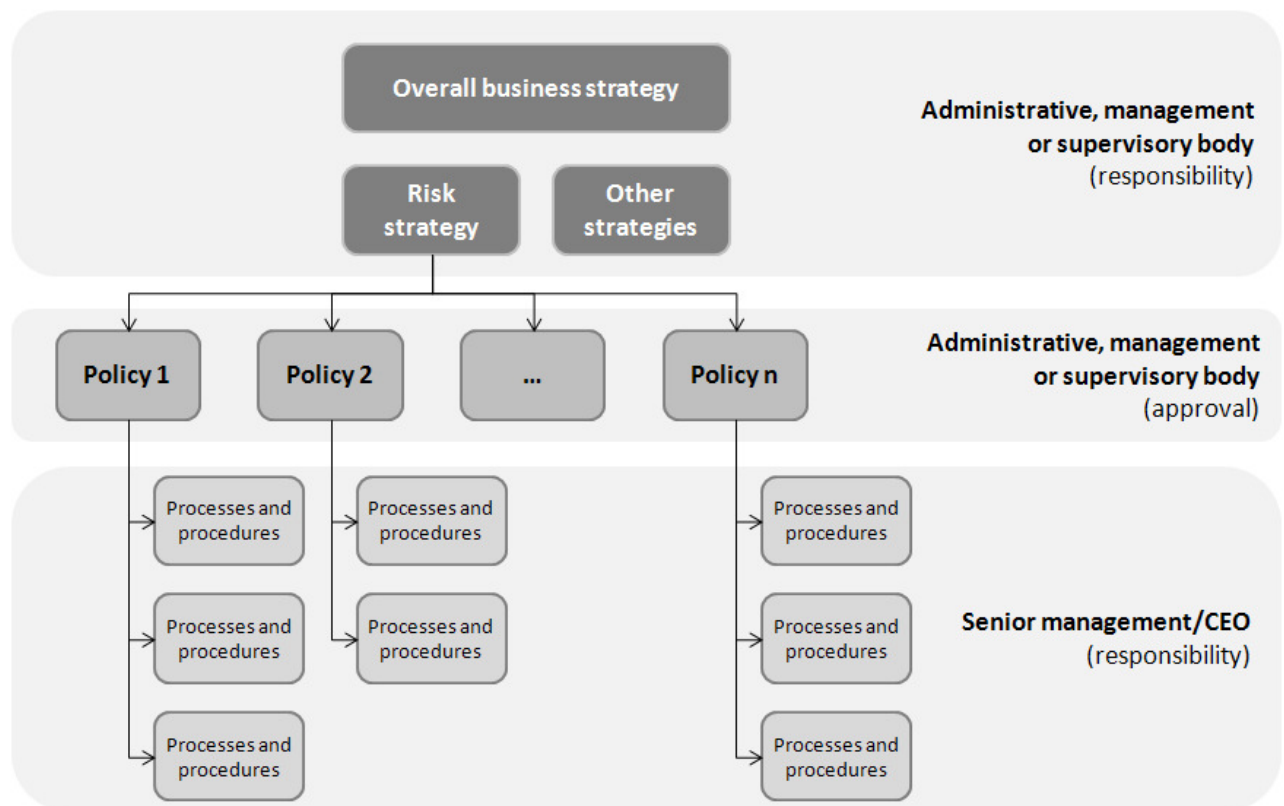 Overall business strategy
Administrative, management
or supervisory body
(responsibility)
Risk
strategy
Other
strategies
Policy 1
Policy 2
...
Policy n
Administrative, management
or supervisory body
(approval)
Processes and
procedures
Processes and
procedures
Processes and
procedures
Processes and
procedures
Processes and
procedures
Processes and
procedures
Senior management/CEO
(responsibility)
Processes and
procedures
Processes and
procedures